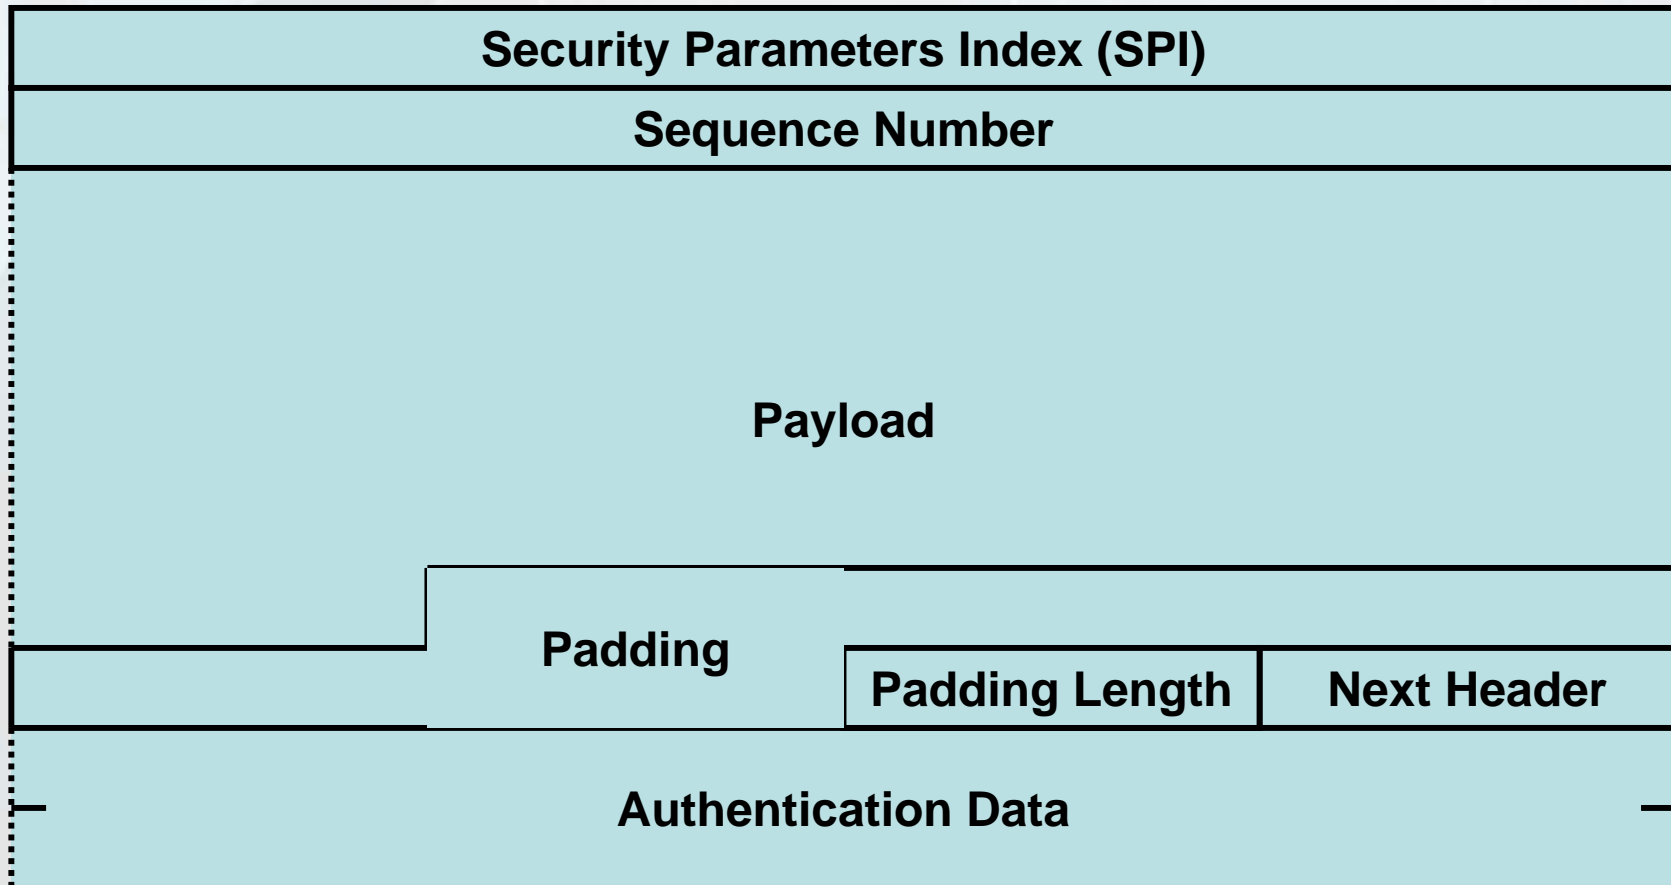 Security Parameters Index (SPI)
Sequence Number
Payload
Padding
Padding Length
Next Header
Authentication Data